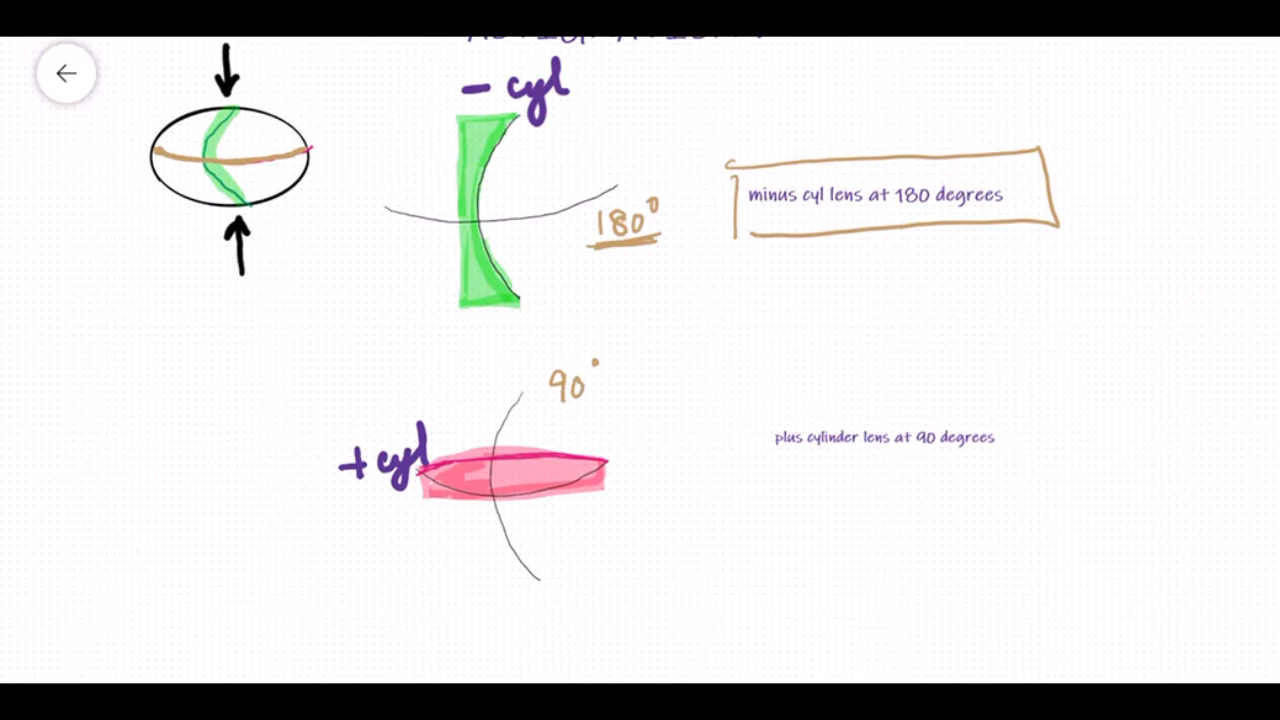 - cyl
180°
minus cyl lens at 180 degrees
90°
+ cyl
plus cylinder lens at 90 degrees